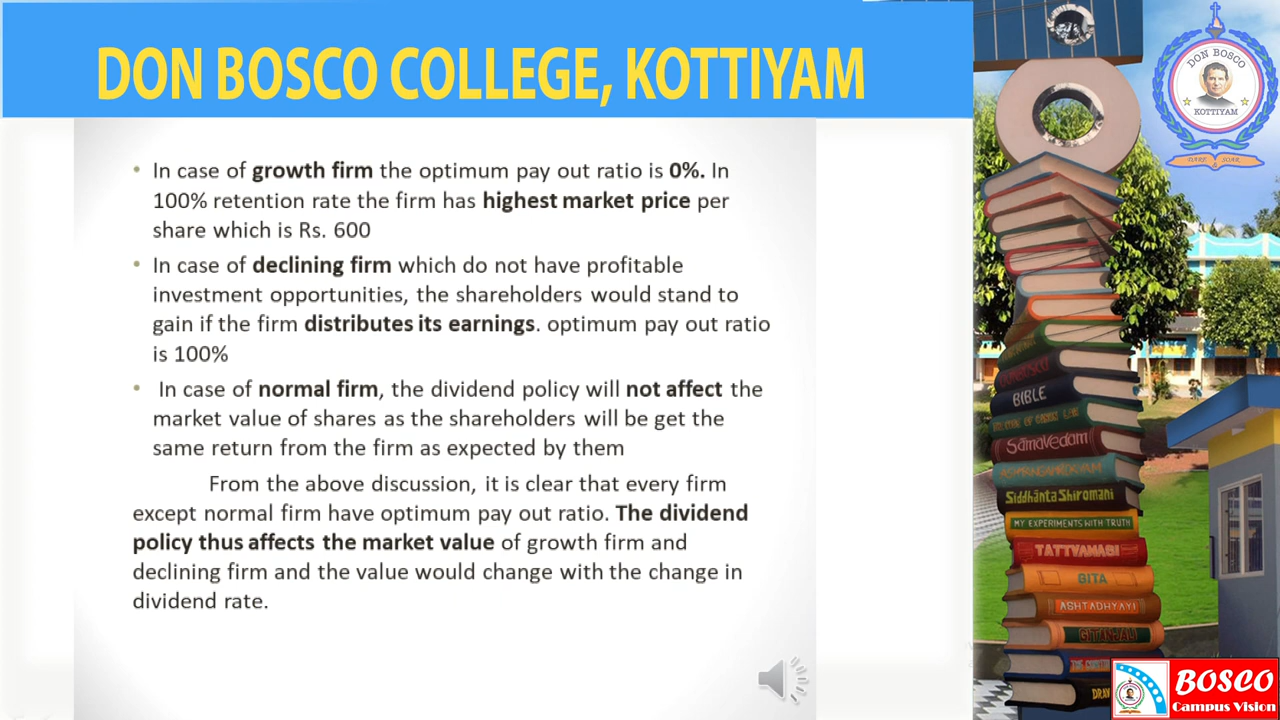 DON BOSCO COLLEGE, KOTTIYAM
• In case of growth firm the optimum pay out ratio is 0%. In
100% retention rate the firm has highest market price per
share which is Rs. 600
• In case of declining firm which do not have profitable
investment opportunities, the shareholders would stand to
gain if the firm distributes its earnings. optimum pay out ratio
is 100%
• In case of normal firm, the dividend policy will not affect the
market value of shares as the shareholders will be get the
same return from the firm as expected by them
From the above discussion, it is clear that every firm
except normal fimm have optimum pay out ratio. The dividend
policy thus affects the market value of growth firm and
declining firm and the value would change with the change in
dividend rate.
DON BOSCO
KOTTIYAM
DARE & SOAR
BIBLE
SamaVedam
Siddhānta Shiromani
MY EXPERIMENTS WITH TRUTH
TATTVAMASI
GITA
ASHTADHYAYI
GITANJALI
BOSCO
Campus Vision